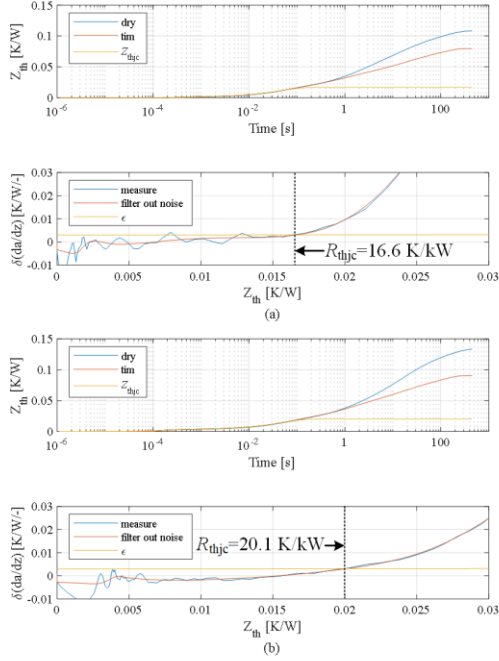 Z_th [K/W]
0.15
0.1
0.05
0
dry
tim
Z_thjc
10^-6 10^-4 10^-2 1 100
Time [s]
δ(da/dz) [K/W/-]
0.03
0.02
0.01
0
-0.01
measure
filter out noise
ϵ
R_thjc=16.6 K/kW
0 0.005 0.01 0.015 0.02 0.025 0.03
Z_th [K/W]
(a)
Z_th [K/W]
0.15
0.1
0.05
0
dry
tim
Z_thjc
10^-6 10^-4 10^-2 1 100
Time [s]
δ(da/dz) [K/W/-]
0.03
0.02
0.01
0
-0.01
measure
filter out noise
ϵ
R_thjc=20.1 K/kW
0 0.005 0.01 0.015 0.02 0.025 0.03
Z_th [K/W]
(b)